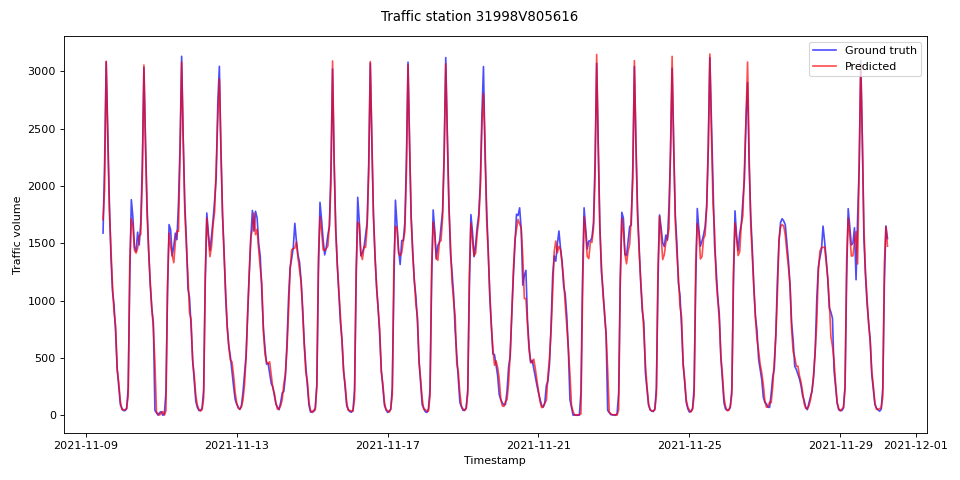 Traffic station 31998V805616
Ground truth
Predicted
Traffic volume
3000
2500
2000
1500
1000
500
0
2021-11-09
2021-11-13
2021-11-17
2021-11-21
2021-11-25
2021-11-29
2021-12-01
Timestamp